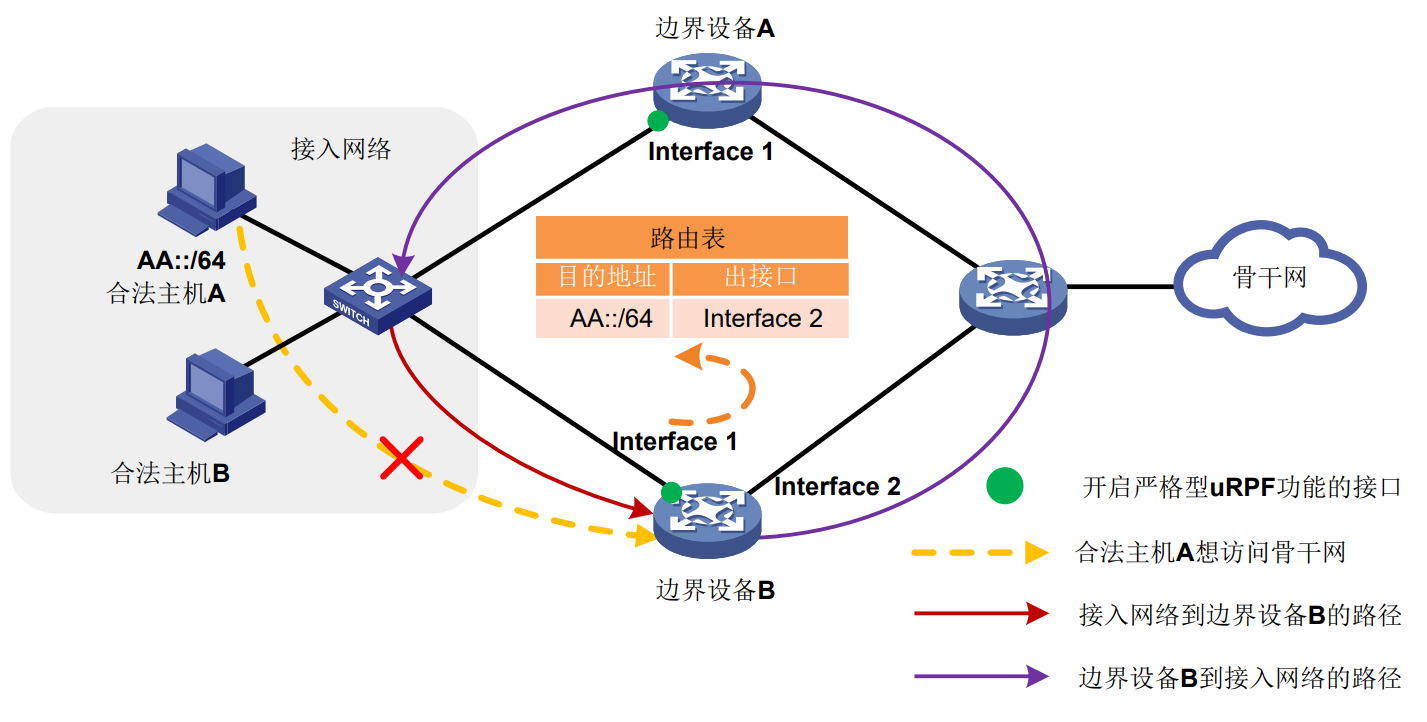 边界设备A
接入网络
Interface 1
路由表
目的地址 出接口
AA::/64 Interface 2
AA::/64
合法主机A
SWITCH
骨干网
合法主机B
Interface 1
Interface 2
边界设备B
开启严格型uRPF功能的接口
合法主机A想访问骨干网
接入网络到边界设备B的路径
边界设备B到接入网络的路径